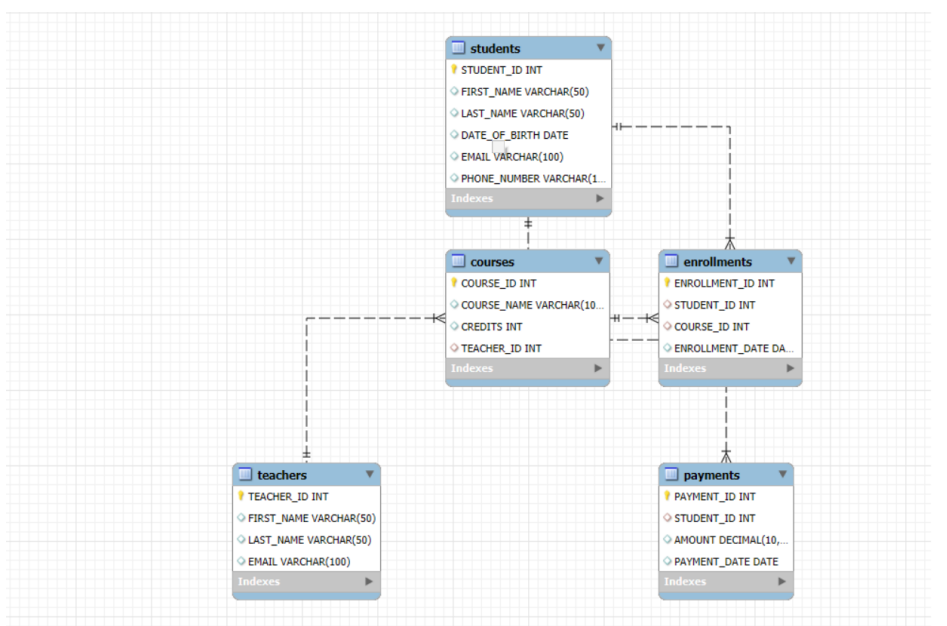 students
STUDENT_ID INT
FIRST_NAME VARCHAR(50)
LAST_NAME VARCHAR(50)
DATE_OF_BIRTH DATE
EMAIL VARCHAR(100)
PHONE_NUMBER VARCHAR(1...
Indexes
courses
COURSE_ID INT
COURSE_NAME VARCHAR(10...
CREDITS INT
TEACHER_ID INT
Indexes
enrollments
ENROLLMENT_ID INT
STUDENT_ID INT
COURSE_ID INT
ENROLLMENT_DATE DA...
Indexes
teachers
TEACHER_ID INT
FIRST_NAME VARCHAR(50)
LAST_NAME VARCHAR(50)
EMAIL VARCHAR(100)
Indexes
payments
PAYMENT_ID INT
STUDENT_ID INT
AMOUNT DECIMAL(10,...
PAYMENT_DATE DATE
Indexes